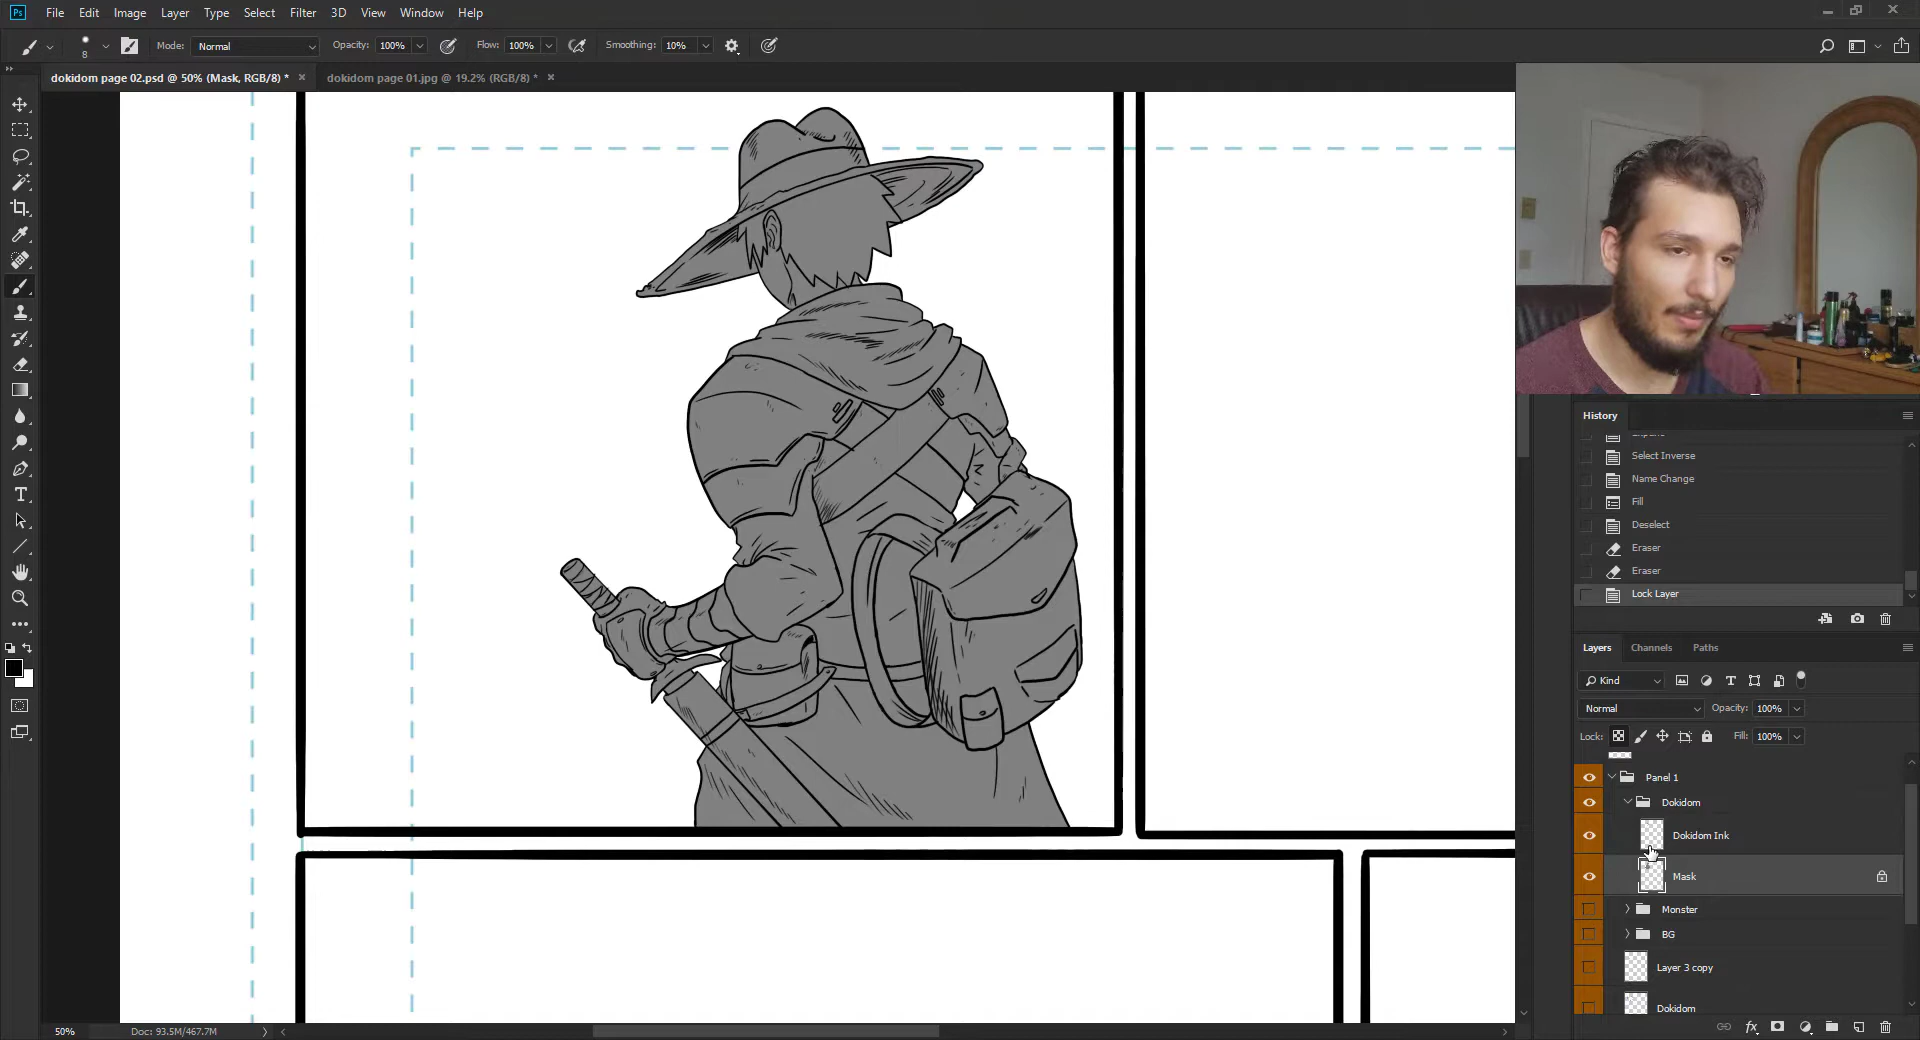 Ps File Edit Image Layer Type Select Filter 3D View Window Help
8 Mode: Normal Opacity: 100% Flow: 100% Smoothing: 10%
dokidom page 02.psd @ 50% (Mask, RGB/8) * × dokidom page 01.jpg @ 19.2% (RGB/8) * ×
History
Select Inverse
Name Change
Fill
Deselect
Eraser
Eraser
Lock Layer
Layers Channels Paths
Kind
Normal Opacity: 100%
Lock: Fill: 100%
Panel 1
Dokidom
Dokidom Ink
Mask
Monster
BG
Layer 3 copy
Dokidom
50% Doc: 93.5M/467.7M